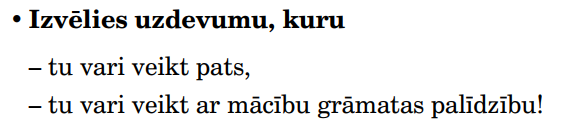 • Izvēlies uzdevumu, kuru
– tu vari veikt pats,
– tu vari veikt ar mācību grāmatas palīdzību!